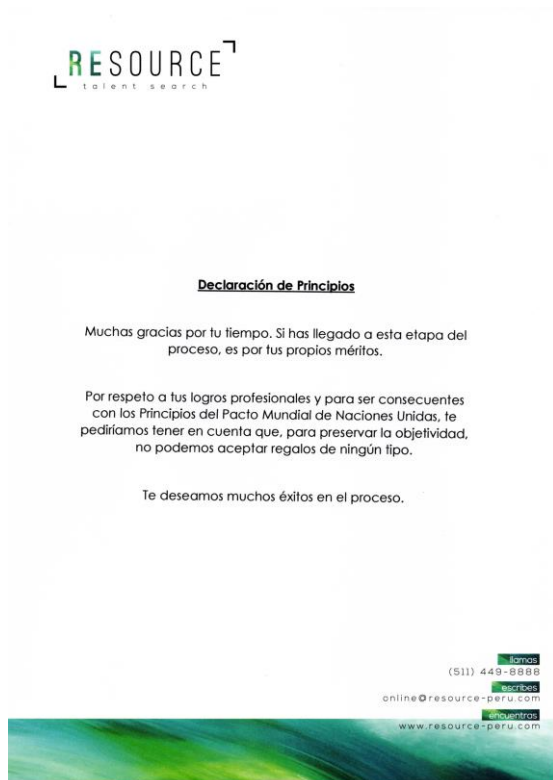 RESOURCE
talent search
Declaración de Principios
Muchas gracias por tu tiempo. Si has llegado a esta etapa del
proceso, es por tus propios méritos.
Por respeto a tus logros profesionales y para ser consecuentes
con los Principios del Pacto Mundial de Naciones Unidas, te
pediríamos tener en cuenta que, para preservar la objetividad,
no podemos aceptar regalos de ningún tipo.
Te deseamos muchos éxitos en el proceso.
llamas
(511) 449-8888
escribes
online@resource-peru.com
encuentras
www.resource-peru.com